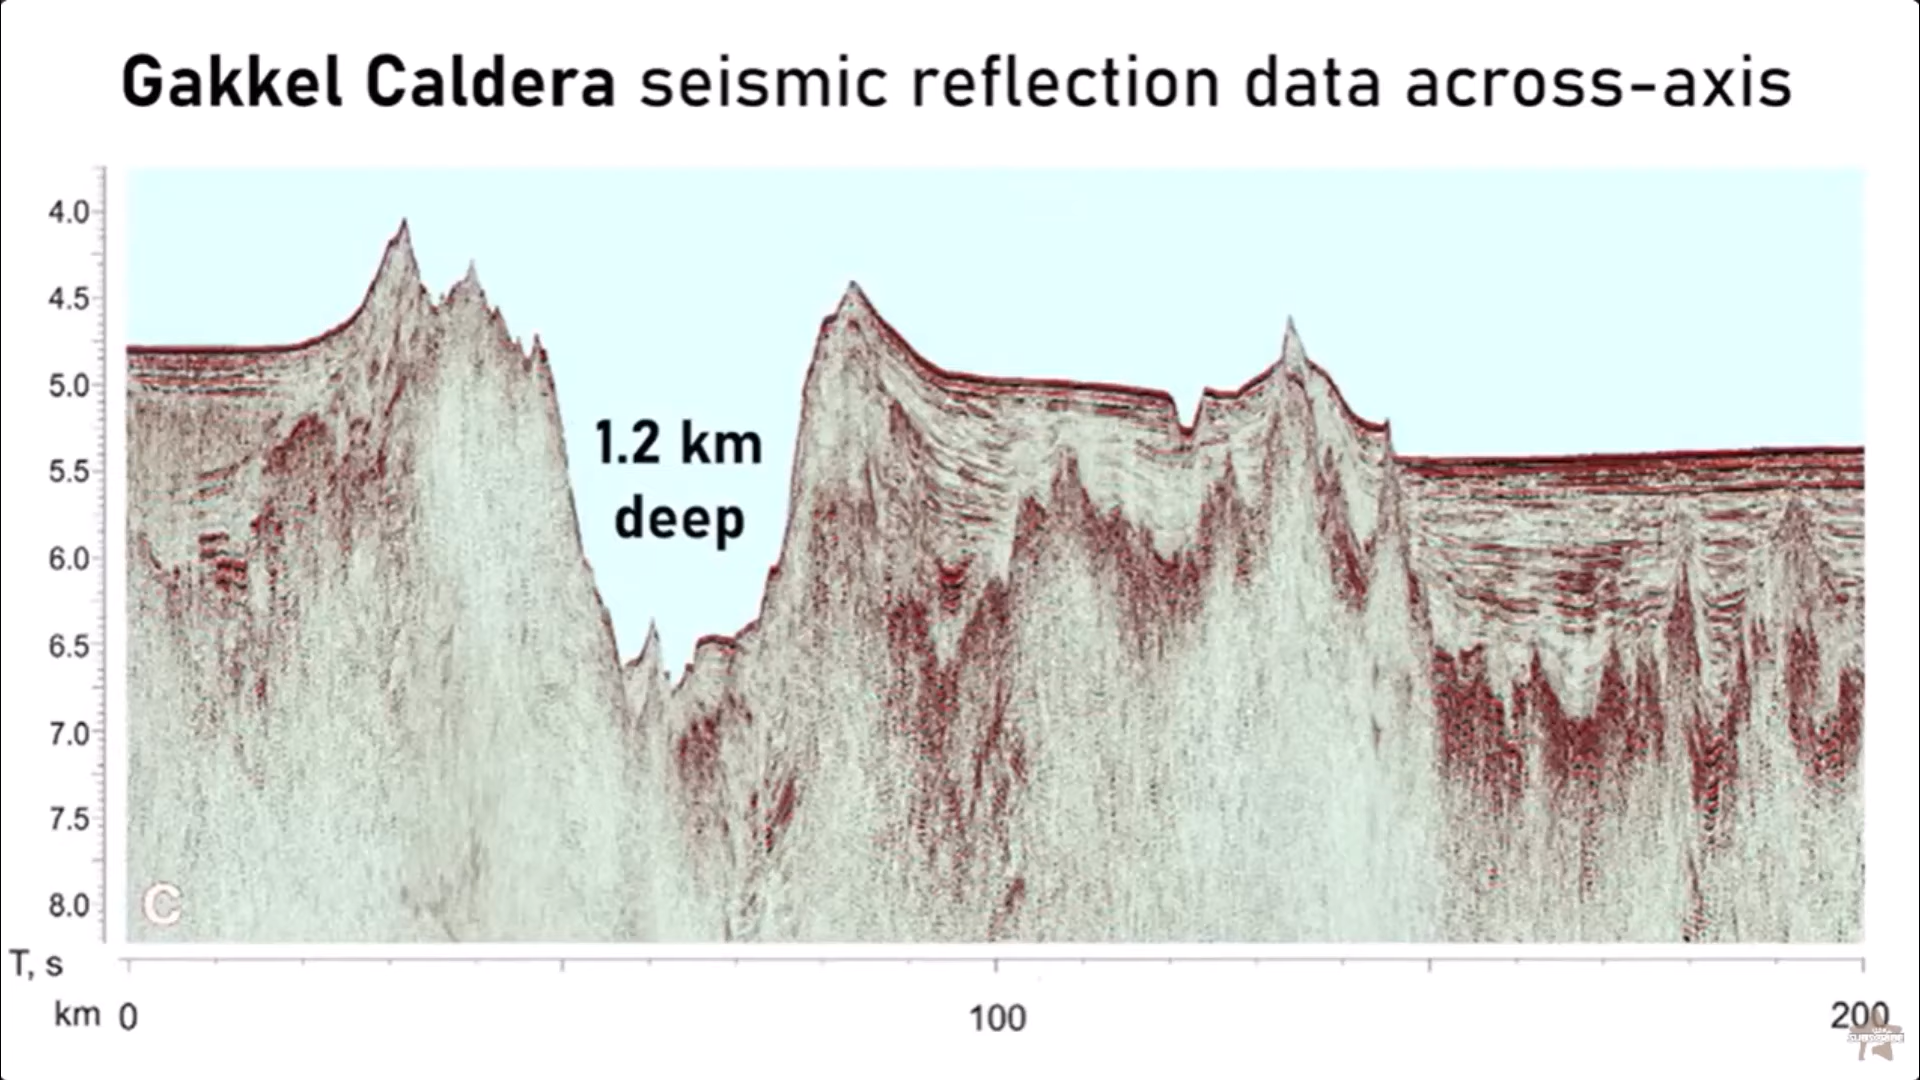 Gakkel Caldera seismic reflection data across-axis
4.0
4.5
1.2 km
deep
5.0
5.5
6.0
6.5
7.0
7.5
8.0
C
T, s
km 0 100 200